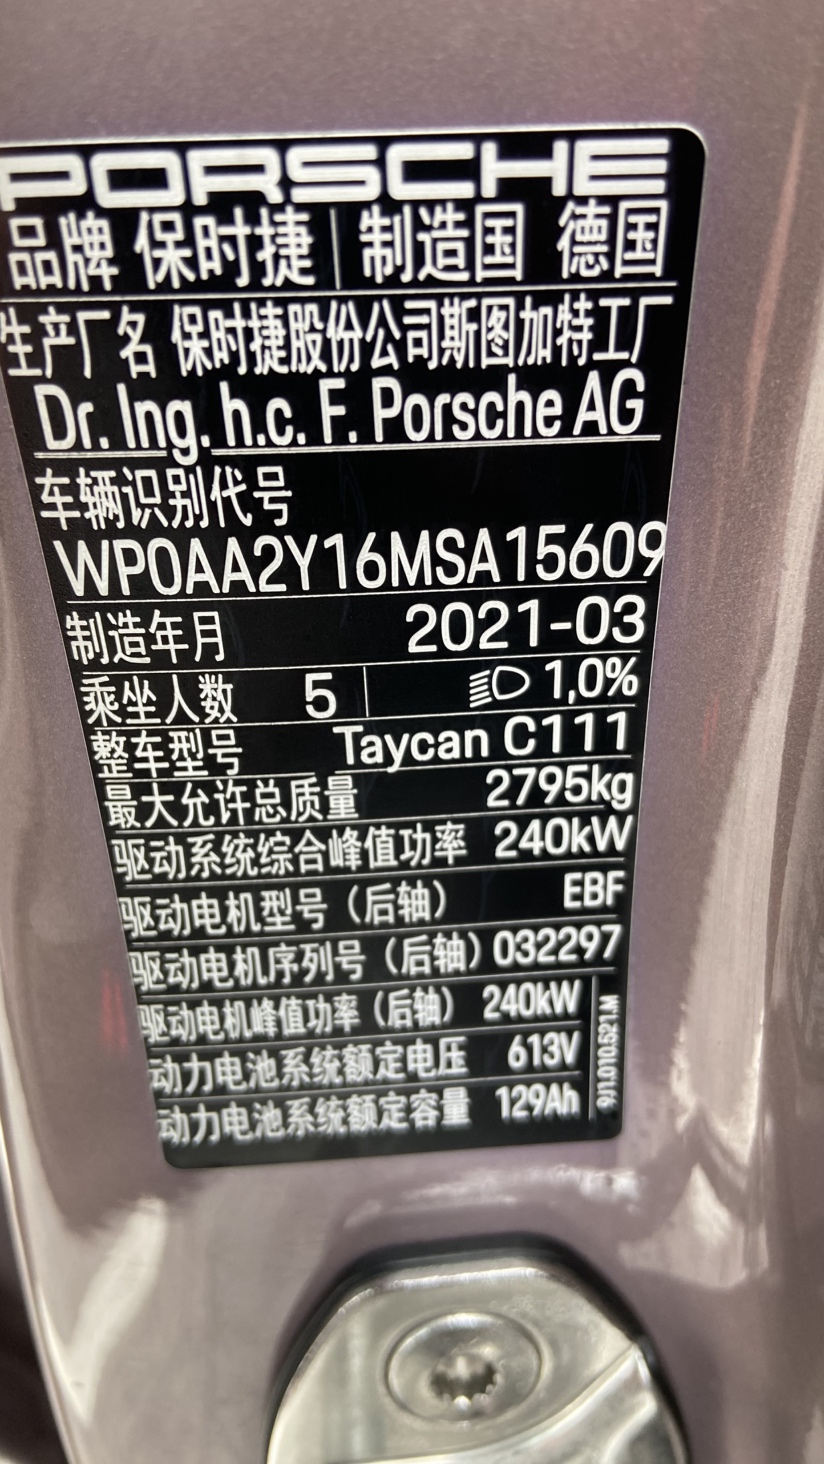 PORSCHE
品牌 保时捷 | 制造国 德国
生产厂名 保时捷股份公司斯图加特工厂
Dr. Ing. h.c. F. Porsche AG
车辆识别代号
WP0AA2Y16MSA15609
制造年月 2021-03
乘坐人数 5 | 1,0%
整车型号 Taycan C111
最大允许总质量 2795kg
驱动系统综合峰值功率 240kW
驱动电机型号（后轴） EBF
驱动电机序列号（后轴） 032297
驱动电机峰值功率（后轴） 240kW
动力电池系统额定电压 613V
动力电池系统额定容量 129Ah
9J1.010.521.M